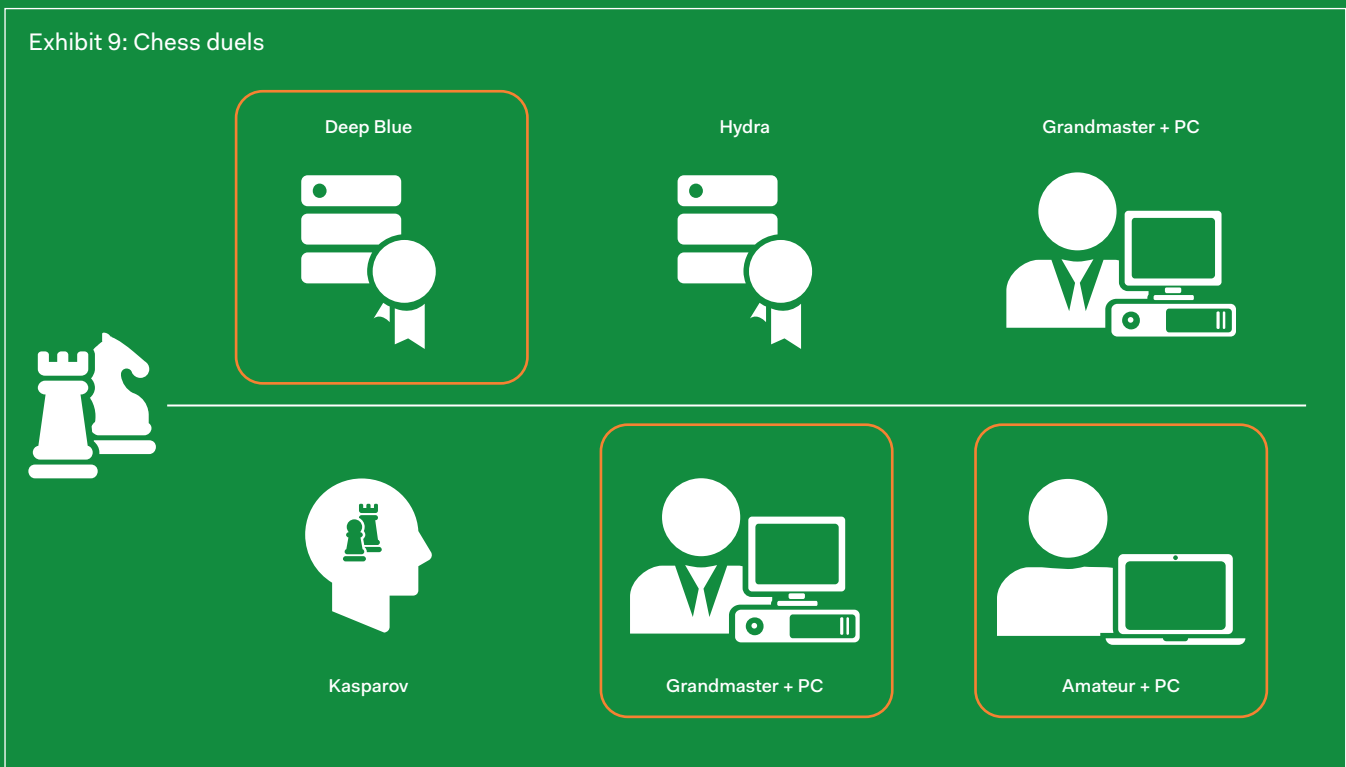 Exhibit 9: Chess duels
Deep Blue
Hydra
Grandmaster + PC
Kasparov
Grandmaster + PC
Amateur + PC